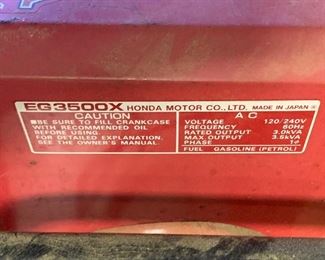 EG3500X HONDA MOTOR CO., LTD. MADE IN JAPAN
CAUTION
BE SURE TO FILL CRANKCASE
WITH RECOMMENDED OIL
BEFORE USING.
FOR DETAILED EXPLANATION,
SEE THE OWNER'S MANUAL.
AC
VOLTAGE 120/240V
FREQUENCY 60Hz
RATED OUTPUT 3.0kVA
MAX. OUTPUT 3.5kVA
PHASE 1φ
FUEL GASOLINE (PETROL)